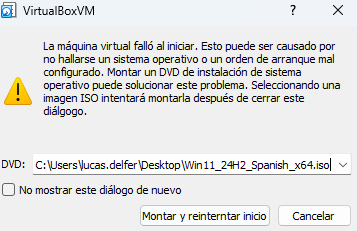 VirtualBoxVM
La máquina virtual falló al iniciar. Esto puede ser causado por
no hallarse un sistema operativo o un orden de arranque mal
configurado. Montar un DVD de instalación de sistema
operativo puede solucionar este problema. Seleccionando una
imagen ISO intentará montarla después de cerrar este
diálgogo.
DVD: C:\Users\lucas.delfer\Desktop\Win11_24H2_Spanish_x64.iso
No mostrar este diálogo de nuevo
Montar y reinterntar inicio Cancelar